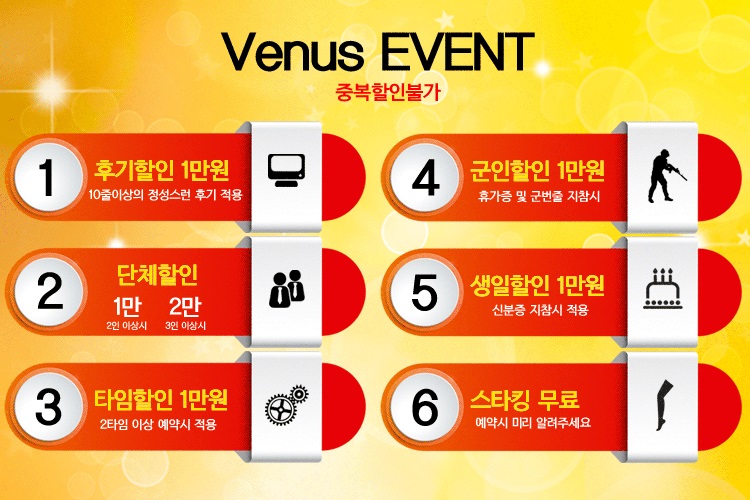 Venus EVENT
중복할인불가
1
후기할인 1만원
10줄이상의 정성스런 후기 적용
2
단체할인
1만 2만
2인 이상시 3인 이상시
3
타임할인 1만원
2타임 이상 예약시 적용
4
군인할인 1만원
휴가증 및 군번줄 지참시
5
생일할인 1만원
신분증 지참시 적용
6
스타킹 무료
예약시 미리 알려주세요